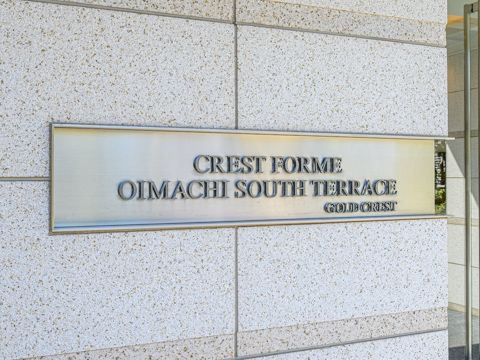 CREST FORME
OIMACHI SOUTH TERRACE
GOLD CREST